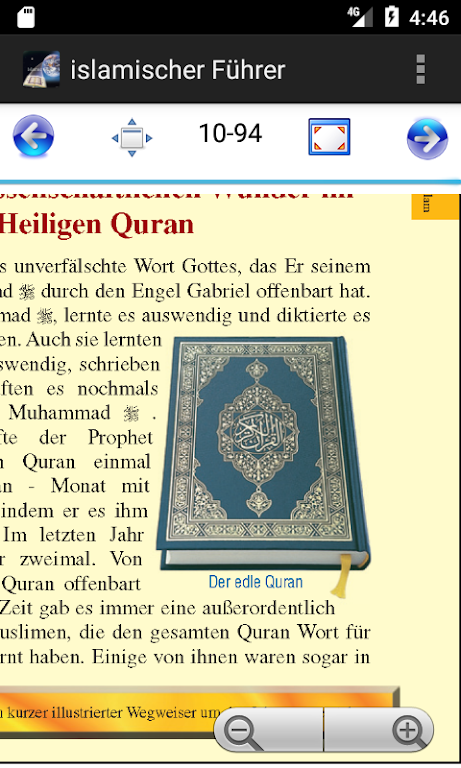 4G 4:46
islamischer Führer
10-94
Wunder im
Heiligen Quran
s unverfälschte Wort Gottes, das Er seinem
d ﷺ durch den Engel Gabriel offenbart hat.
mad ﷺ, lernte es auswendig und diktierte es
en. Auch sie lernten
swendig, schrieben
ften es nochmals
Muhammad ﷺ .
fte der Prophet
n Quran einmal
an - Monat mit
indem er es ihm
Im letzten Jahr
r zweimal. Von
Quran offenbart
Zeit gab es immer eine außerordentlich
uslimen, die den gesamten Quran Wort für
rnt haben. Einige von ihnen waren sogar in
القرآن الكريم
Der edle Quran
n kurzer illustrierter Wegweiser um
lam